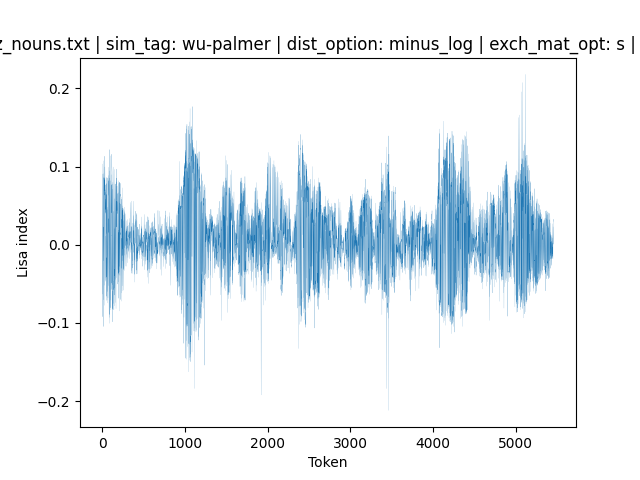 z_nouns.txt | sim_tag: wu-palmer | dist_option: minus_log | exch_mat_opt: s |
0.2
0.1
0.0
−0.1
−0.2
Lisa index
0 1000 2000 3000 4000 5000
Token